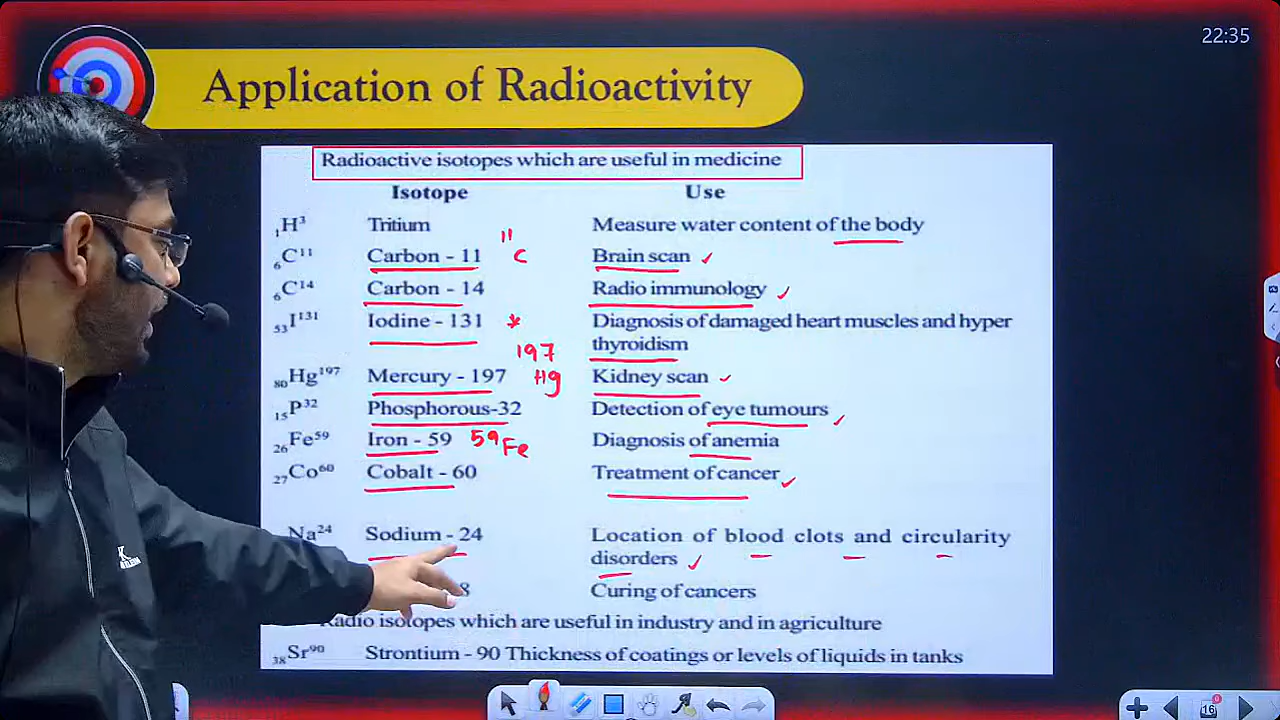 22:35
Application of Radioactivity
Radioactive isotopes which are useful in medicine
Isotope Use
₁H³ Tritium Measure water content of the body
₆C¹¹ Carbon - 11 ¹¹C Brain scan
₆C¹⁴ Carbon - 14 Radio immunology
₅₃I¹³¹ Iodine - 131 * Diagnosis of damaged heart muscles and hyper
thyroidism
₈₀Hg¹⁹⁷ Mercury - 197 197 Hg Kidney scan
₁₅P³² Phosphorous-32 Detection of eye tumours
₂₆Fe⁵⁹ Iron - 59 ⁵⁹Fe Diagnosis of anemia
₂₇Co⁶⁰ Cobalt - 60 Treatment of cancer
Na²⁴ Sodium - 24 Location of blood clots and circularity
disorders
8 Curing of cancers
Radio isotopes which are useful in industry and in agriculture
₃₈Sr⁹⁰ Strontium - 90 Thickness of coatings or levels of liquids in tanks
16